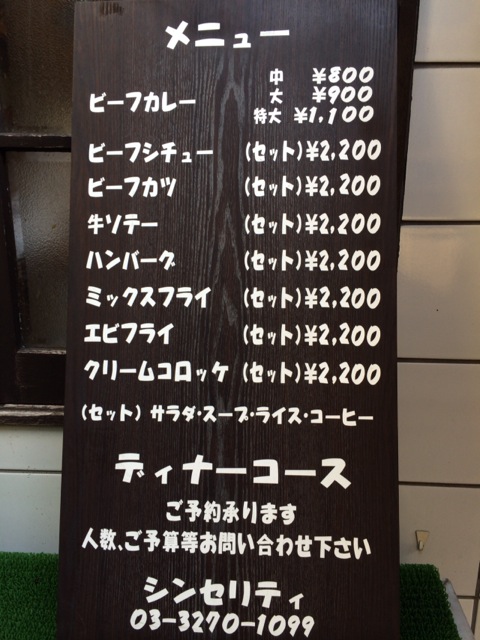 メニュー
ビーフカレー 中 ¥800
大 ¥900
特大 ¥1,100
ビーフシチュー (セット)¥2,200
ビーフカツ (セット)¥2,200
牛ソテー (セット)¥2,200
ハンバーグ (セット)¥2,200
ミックスフライ (セット)¥2,200
エビフライ (セット)¥2,200
クリームコロッケ (セット)¥2,200
(セット) サラダ・スープ・ライス・コーヒー
ディナーコース
ご予約承ります
人数、ご予算等お問い合わせ下さい
シンセリティ
03-3270-1099